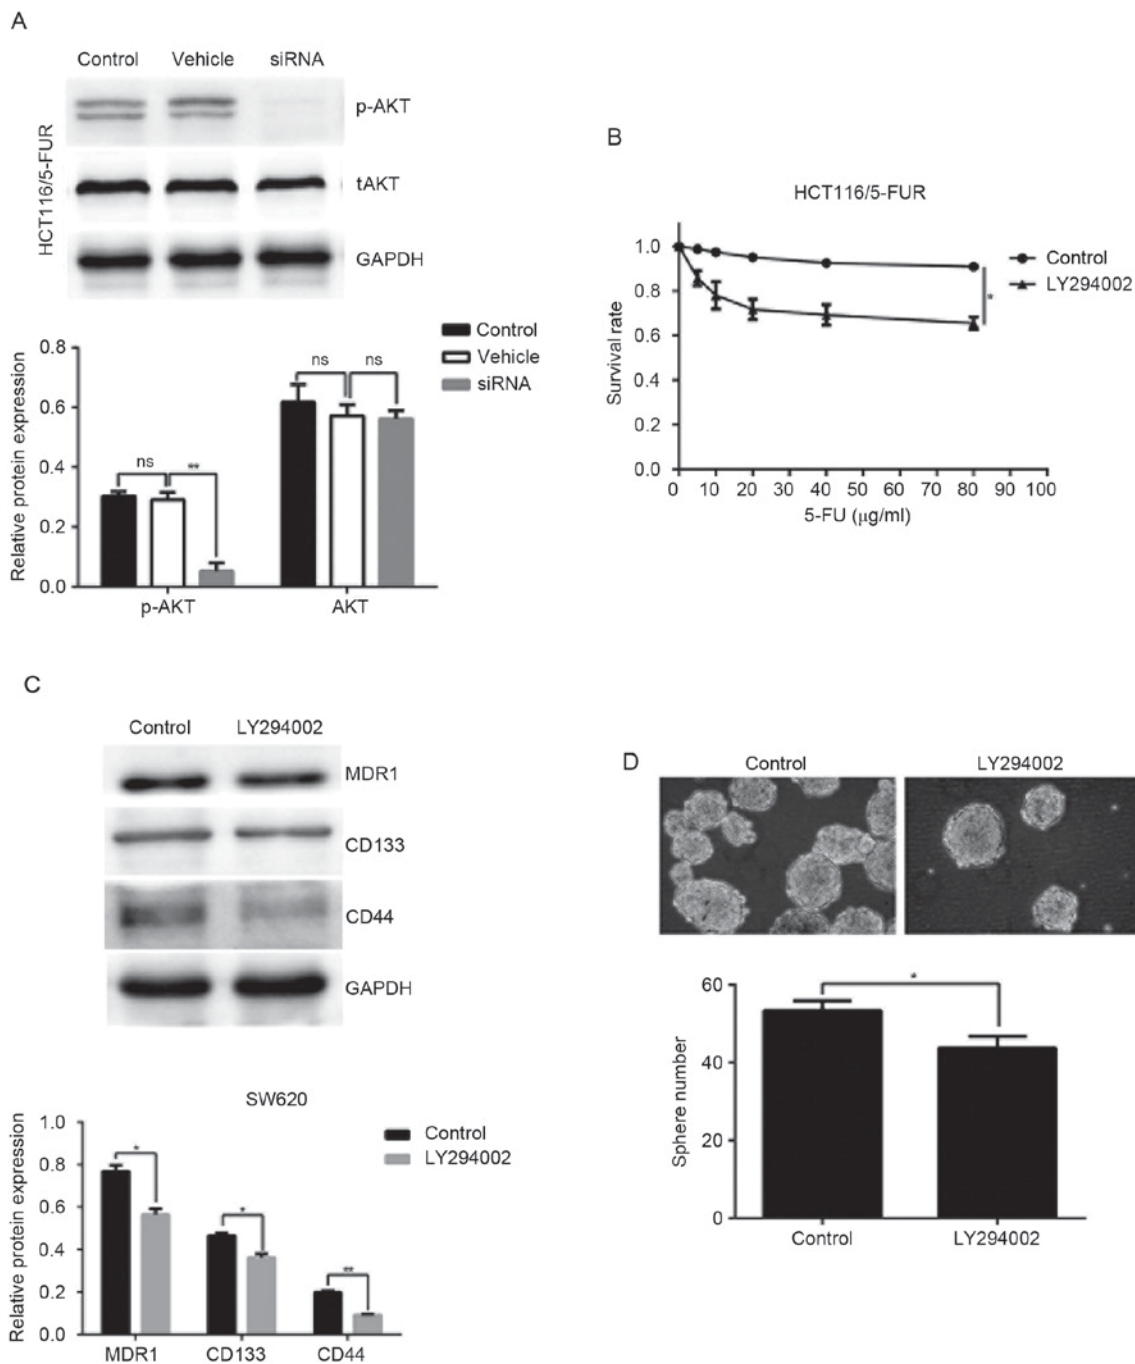 A
Control Vehicle siRNA
HCT116/5-FUR
p-AKT
tAKT
GAPDH
Control
Vehicle
siRNA
Relative protein expression
0.8
0.6
0.4
0.2
0.0
ns
**
ns
ns
p-AKT AKT
B
HCT116/5-FUR
Control
LY294002
Survival rate
1.0
0.8
0.6
0.4
0.2
0.0
*
0 10 20 30 40 50 60 70 80 90 100
5-FU (μg/ml)
C
Control LY294002
MDR1
CD133
CD44
GAPDH
SW620
Control
LY294002
Relative protein expression
1.0
0.8
0.6
0.4
0.2
0.0
*
*
**
MDR1 CD133 CD44
D
Control LY294002
Sphere number
60
40
20
0
*
Control LY294002